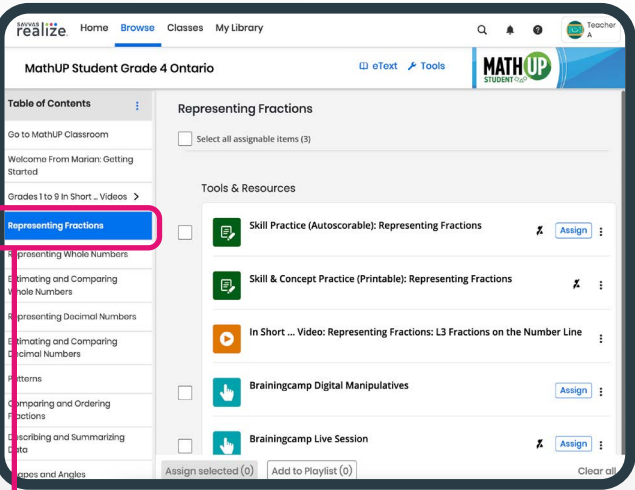 SAVVAS
realize.
Home Browse Classes My Library
Teacher
A
MathUP Student Grade 4 Ontario
eText Tools
MATH UP
STUDENT
Table of Contents
Go to MathUP Classroom
Welcome From Marian: Getting
Started
Grades 1 to 9 In Short ... Videos >
Representing Fractions
Representing Whole Numbers
Estimating and Comparing
Whole Numbers
Representing Decimal Numbers
Estimating and Comparing
Decimal Numbers
Patterns
Comparing and Ordering
Fractions
Describing and Summarizing
Data
Shapes and Angles
Representing Fractions
Select all assignable items (3)
Tools & Resources
Skill Practice (Autoscorable): Representing Fractions
Assign
Skill & Concept Practice (Printable): Representing Fractions
In Short ... Video: Representing Fractions: L3 Fractions on the Number Line
Brainingcamp Digital Manipulatives
Assign
Brainingcamp Live Session
Assign
Assign selected (0) Add to Playlist (0) Clear all